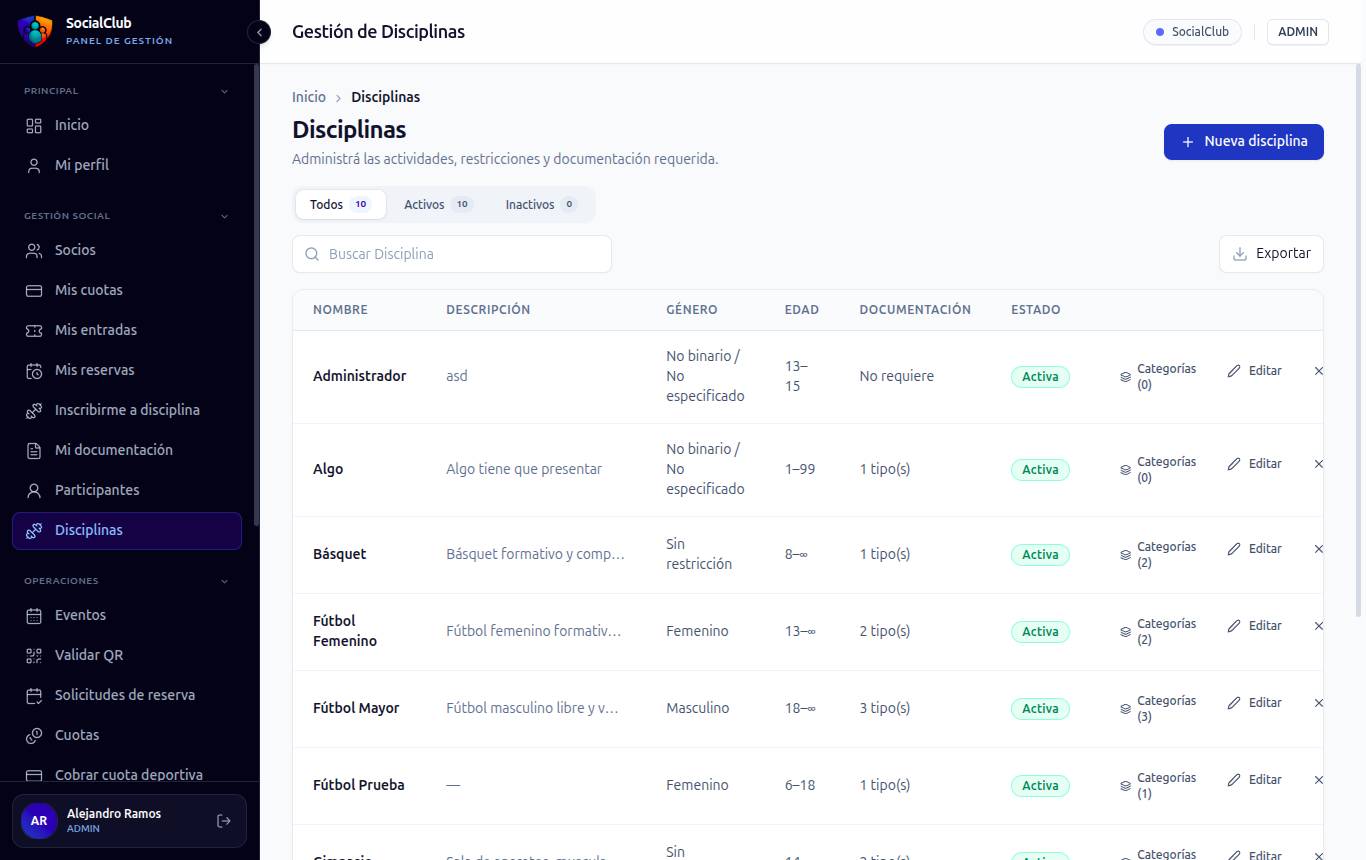 SocialClub
PANEL DE GESTIÓN
Gestión de Disciplinas
SocialClub
ADMIN
PRINCIPAL
Inicio
Mi perfil
GESTIÓN SOCIAL
Socios
Mis cuotas
Mis entradas
Mis reservas
Inscribirme a disciplina
Mi documentación
Participantes
Disciplinas
OPERACIONES
Eventos
Validar QR
Solicitudes de reserva
Cuotas
Cobrar cuota deportiva
AR
Alejandro Ramos
ADMIN
Inicio > Disciplinas
Disciplinas
Administrá las actividades, restricciones y documentación requerida.
+ Nueva disciplina
Todos 10 Activos 10 Inactivos 0
Buscar Disciplina
Exportar
NOMBRE DESCRIPCIÓN GÉNERO EDAD DOCUMENTACIÓN ESTADO
Administrador asd No binario / No especificado 13–15 No requiere Activa Categorías (0) Editar
Algo Algo tiene que presentar No binario / No especificado 1–99 1 tipo(s) Activa Categorías (0) Editar
Básquet Básquet formativo y comp… Sin restricción 8–∞ 1 tipo(s) Activa Categorías (2) Editar
Fútbol Femenino Fútbol femenino formativ… Femenino 13–∞ 2 tipo(s) Activa Categorías (2) Editar
Fútbol Mayor Fútbol masculino libre y v… Masculino 18–∞ 3 tipo(s) Activa Categorías (3) Editar
Fútbol Prueba — Femenino 6–18 1 tipo(s) Activa Categorías (1) Editar
Sin
Categorías Editar